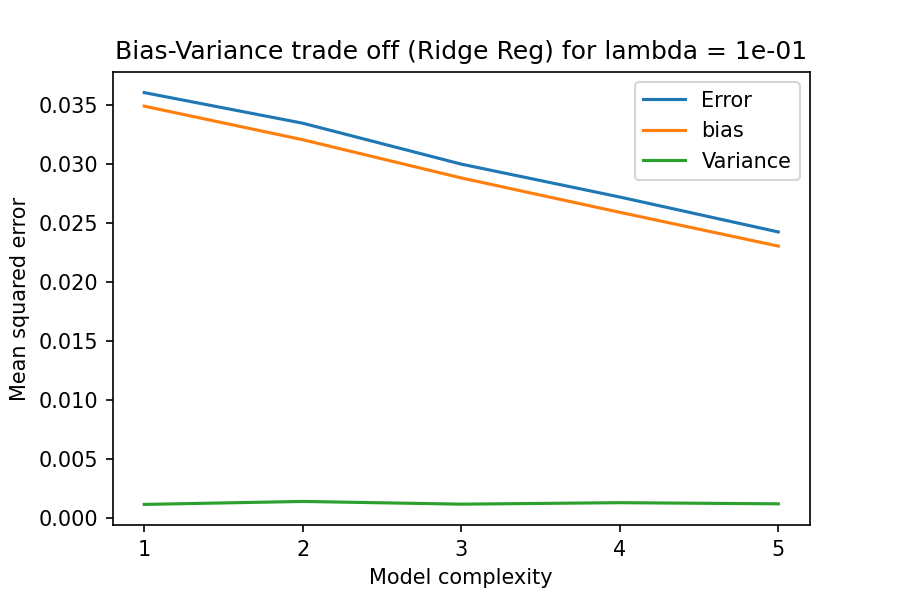 Bias-Variance trade off (Ridge Reg) for lambda = 1e-01
Error
bias
Variance
Mean squared error
0.035
0.030
0.025
0.020
0.015
0.010
0.005
0.000
1 2 3 4 5
Model complexity